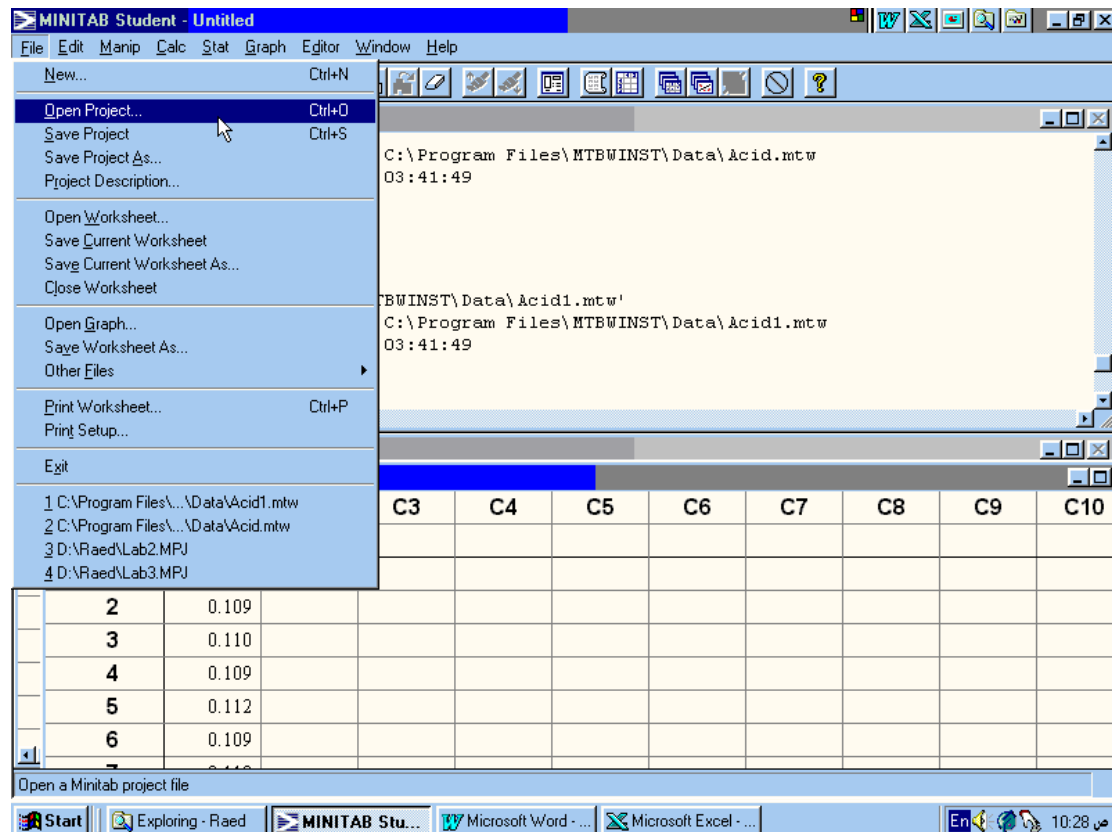 MINITAB Student - Untitled
File Edit Manip Calc Stat Graph Editor Window Help
New... Ctrl+N
Open Project... Ctrl+O
Save Project Ctrl+S
Save Project As...
Project Description...
Open Worksheet...
Save Current Worksheet
Save Current Worksheet As...
Close Worksheet
Open Graph...
Save Worksheet As...
Other Files
Print Worksheet... Ctrl+P
Print Setup...
Exit
1 C:\Program Files\...\Data\Acid1.mtw
2 C:\Program Files\...\Data\Acid.mtw
3 D:\Raed\Lab2.MPJ
4 D:\Raed\Lab3.MPJ
C:\Program Files\MTBWINST\Data\Acid.mtw
03:41:49
TBWINST\Data\Acid1.mtw'
C:\Program Files\MTBWINST\Data\Acid1.mtw
03:41:49
C3 C4 C5 C6 C7 C8 C9 C10
2 0.109
3 0.110
4 0.109
5 0.112
6 0.109
Open a Minitab project file
Start Exploring - Raed MINITAB Stu... Microsoft Word - ... Microsoft Excel - ... En 10:28 ص